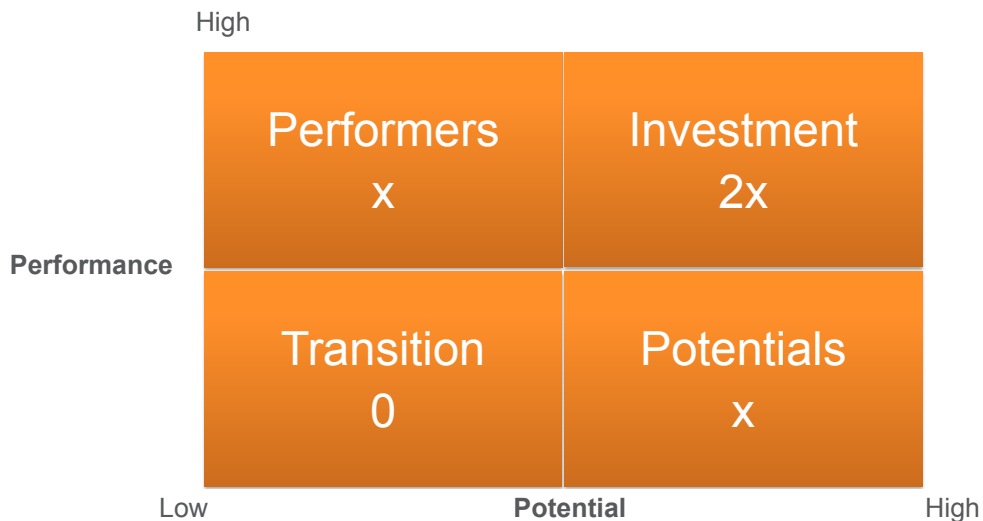 High
Performers
x
Investment
2x
Performance
Transition
0
Potentials
x
Low
Potential
High